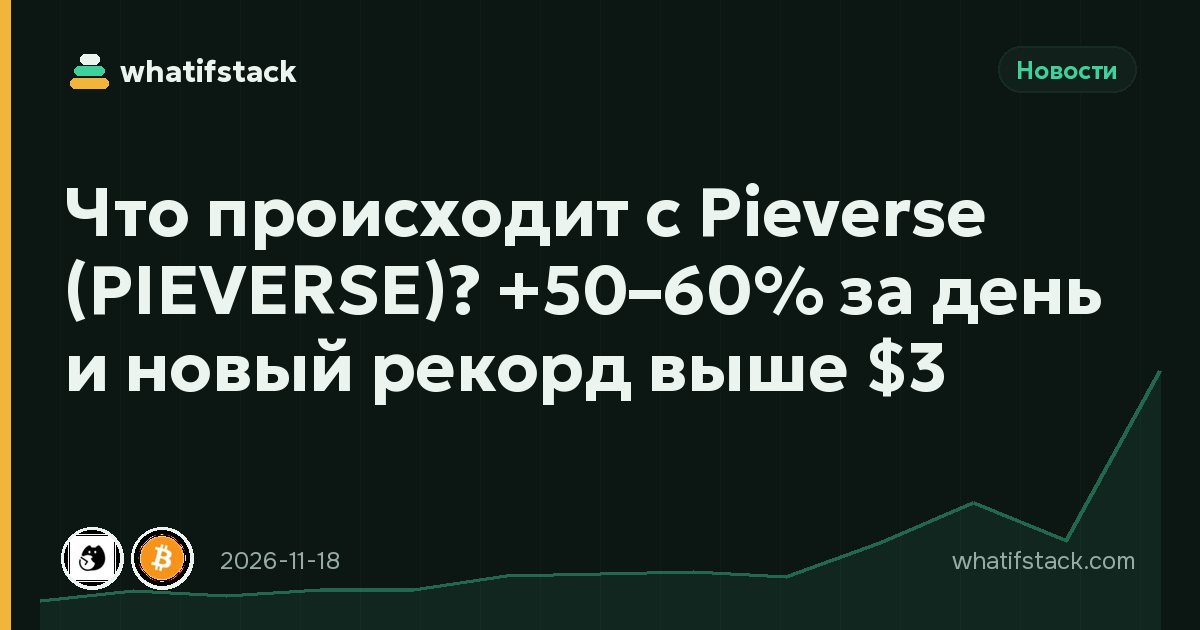 whatifstack
Новости
Что происходит с Pieverse
(PIEVERSE)? +50–60% за день
и новый рекорд выше $3
2026-11-18
whatifstack.com